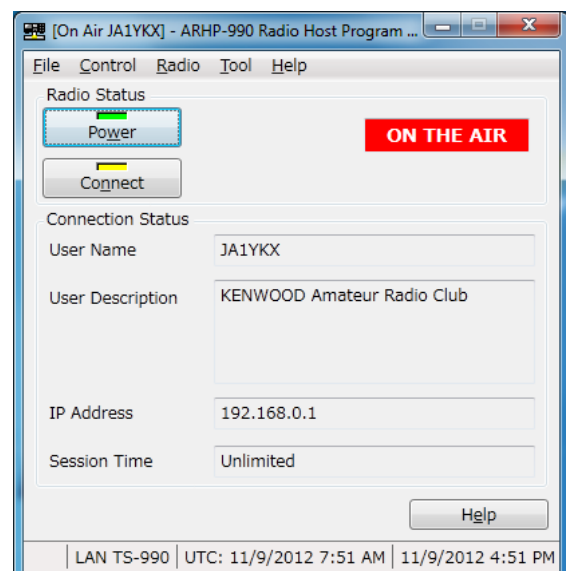 [On Air JA1YKX] - ARHP-990 Radio Host Program ...
File Control Radio Tool Help
Radio Status
Power
ON THE AIR
Connect
Connection Status
User Name JA1YKX
User Description KENWOOD Amateur Radio Club
IP Address 192.168.0.1
Session Time Unlimited
Help
LAN TS-990 UTC: 11/9/2012 7:51 AM 11/9/2012 4:51 PM